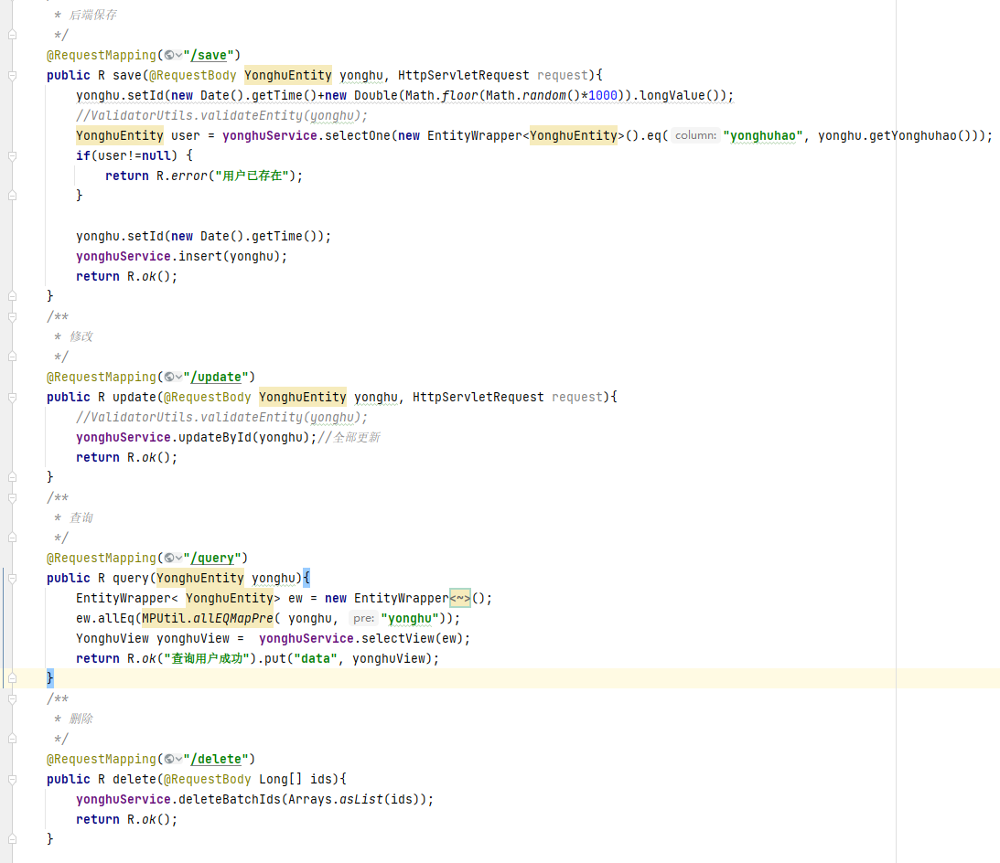 * 后端保存
*/
@RequestMapping("/save")
public R save(@RequestBody YonghuEntity yonghu, HttpServletRequest request){
yonghu.setId(new Date().getTime()+new Double(Math.floor(Math.random()*1000)).longValue());
//ValidatorUtils.validateEntity(yonghu);
YonghuEntity user = yonghuService.selectOne(new EntityWrapper<YonghuEntity>().eq( column: "yonghuhao", yonghu.getYonghuhao()));
if(user!=null) {
return R.error("用户已存在");
}
yonghu.setId(new Date().getTime());
yonghuService.insert(yonghu);
return R.ok();
}
/**
* 修改
*/
@RequestMapping("/update")
public R update(@RequestBody YonghuEntity yonghu, HttpServletRequest request){
//ValidatorUtils.validateEntity(yonghu);
yonghuService.updateById(yonghu);//全部更新
return R.ok();
}
/**
* 查询
*/
@RequestMapping("/query")
public R query(YonghuEntity yonghu){
EntityWrapper< YonghuEntity> ew = new EntityWrapper<~>();
ew.allEq(MPUtil.allEQMapPre( yonghu, pre: "yonghu"));
YonghuView yonghuView =  yonghuService.selectView(ew);
return R.ok("查询用户成功").put("data", yonghuView);
}
/**
* 删除
*/
@RequestMapping("/delete")
public R delete(@RequestBody Long[] ids){
yonghuService.deleteBatchIds(Arrays.asList(ids));
return R.ok();
}